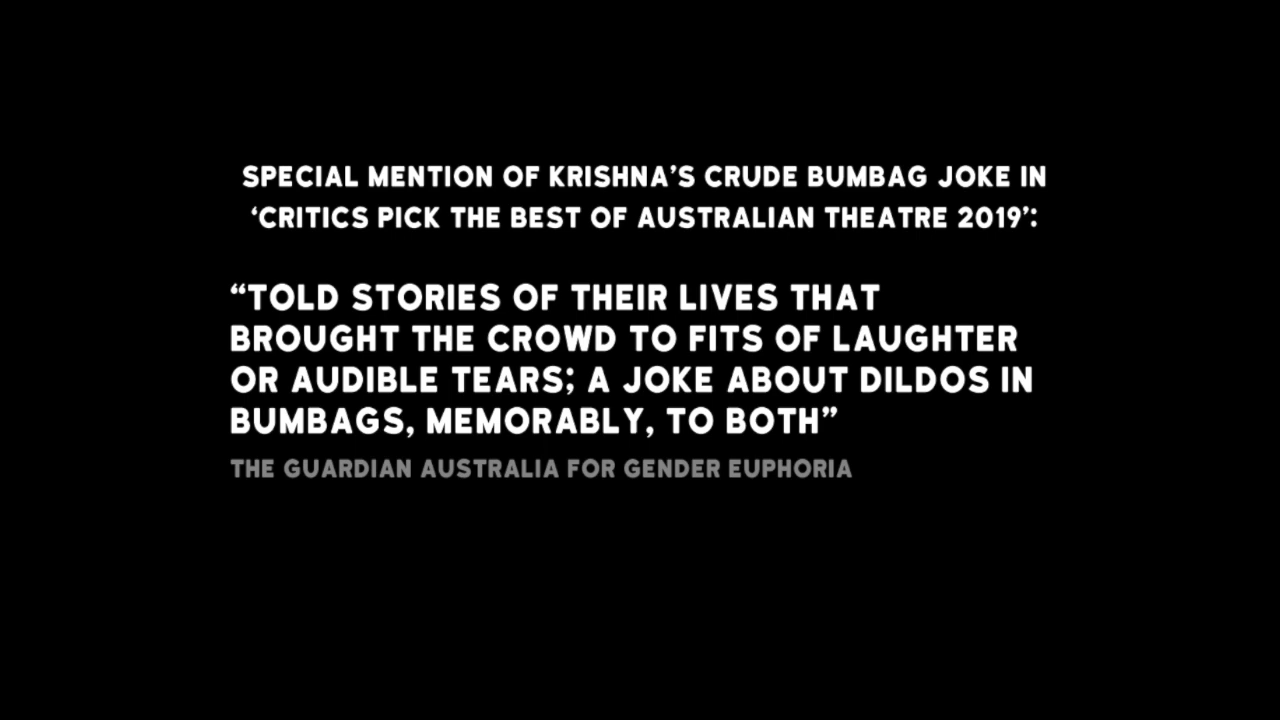 SPECIAL MENTION OF KRISHNA'S CRUDE BUMBAG JOKE IN
'CRITICS PICK THE BEST OF AUSTRALIAN THEATRE 2019':
“TOLD STORIES OF THEIR LIVES THAT
BROUGHT THE CROWD TO FITS OF LAUGHTER
OR AUDIBLE TEARS; A JOKE ABOUT DILDOS IN
BUMBAGS, MEMORABLY, TO BOTH”
THE GUARDIAN AUSTRALIA FOR GENDER EUPHORIA